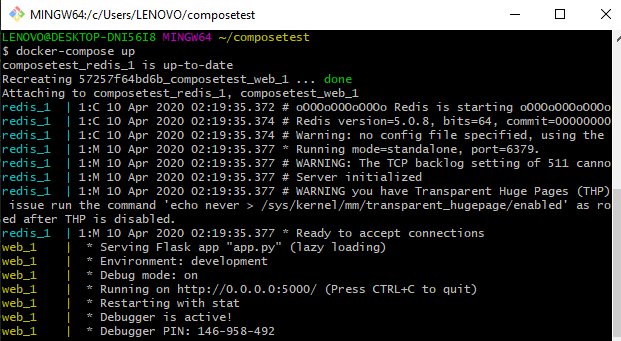 MINGW64:/c/Users/LENOVO/composetest
LENOVO@DESKTOP-DNI56I8 MINGW64 ~/composetest
$ docker-compose up
composetest_redis_1 is up-to-date
Recreating 57257f64bd6b_composetest_web_1 ... done
Attaching to composetest_redis_1, composetest_web_1
redis_1  | 1:C 10 Apr 2020 02:19:35.372 # oO0OoO0OoO0Oo Redis is starting oO0OoO0OoO0Oo
redis_1  | 1:C 10 Apr 2020 02:19:35.374 # Redis version=5.0.8, bits=64, commit=00000000
redis_1  | 1:C 10 Apr 2020 02:19:35.374 # Warning: no config file specified, using the
redis_1  | 1:M 10 Apr 2020 02:19:35.377 * Running mode=standalone, port=6379.
redis_1  | 1:M 10 Apr 2020 02:19:35.377 # WARNING: The TCP backlog setting of 511 canno
redis_1  | 1:M 10 Apr 2020 02:19:35.377 # Server initialized
redis_1  | 1:M 10 Apr 2020 02:19:35.377 # WARNING you have Transparent Huge Pages (THP)
issue run the command 'echo never > /sys/kernel/mm/transparent_hugepage/enabled' as ro
ed after THP is disabled.
redis_1  | 1:M 10 Apr 2020 02:19:35.377 * Ready to accept connections
web_1    |  * Serving Flask app "app.py" (lazy loading)
web_1    |  * Environment: development
web_1    |  * Debug mode: on
web_1    |  * Running on http://0.0.0.0:5000/ (Press CTRL+C to quit)
web_1    |  * Restarting with stat
web_1    |  * Debugger is active!
web_1    |  * Debugger PIN: 146-958-492